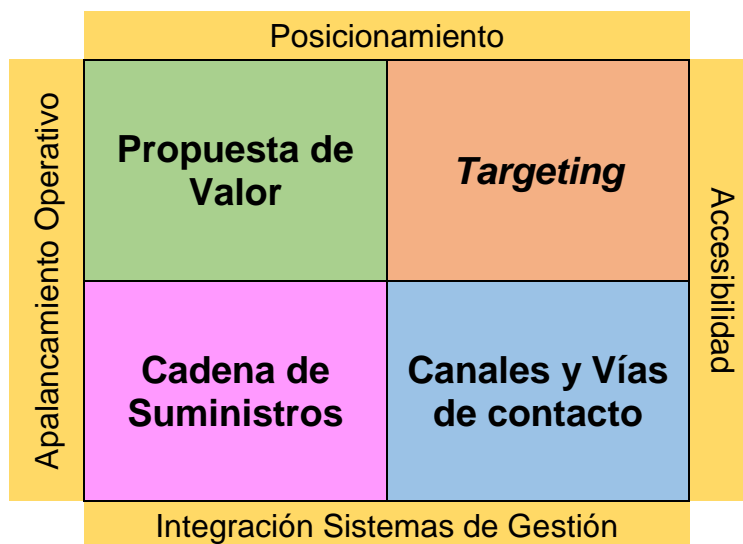 Posicionamiento
Apalancamiento Operativo
Propuesta de
Valor
Targeting
Accesibilidad
Cadena de
Suministros
Canales y Vías
de contacto
Integración Sistemas de Gestión